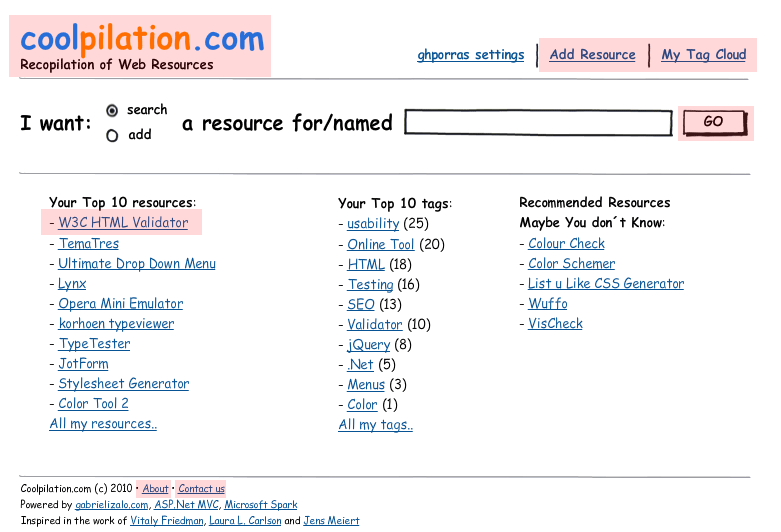 coolpilation.com
Recopilation of Web Resources
ghporras settings | Add Resource | My Tag Cloud
I want: search add a resource for/named GO
Your Top 10 resources:
- W3C HTML Validator
- TemaTres
- Ultimate Drop Down Menu
- Lynx
- Opera Mini Emulator
- korhoen typeviewer
- TypeTester
- JotForm
- Stylesheet Generator
- Color Tool 2
All my resources..
Your Top 10 tags:
- usability (25)
- Online Tool (20)
- HTML (18)
- Testing (16)
- SEO (13)
- Validator (10)
- jQuery (8)
- .Net (5)
- Menus (3)
- Color (1)
All my tags..
Recommended Resources
Maybe You don´t Know:
- Colour Check
- Color Schemer
- List u Like CSS Generator
- Wuffo
- VisCheck
Coolpilation.com (c) 2010 · About · Contact us
Powered by gabrielizalo.com, ASP.Net MVC, Microsoft Spark
Inspired in the work of Vitaly Friedman, Laura L. Carlson and Jens Meiert